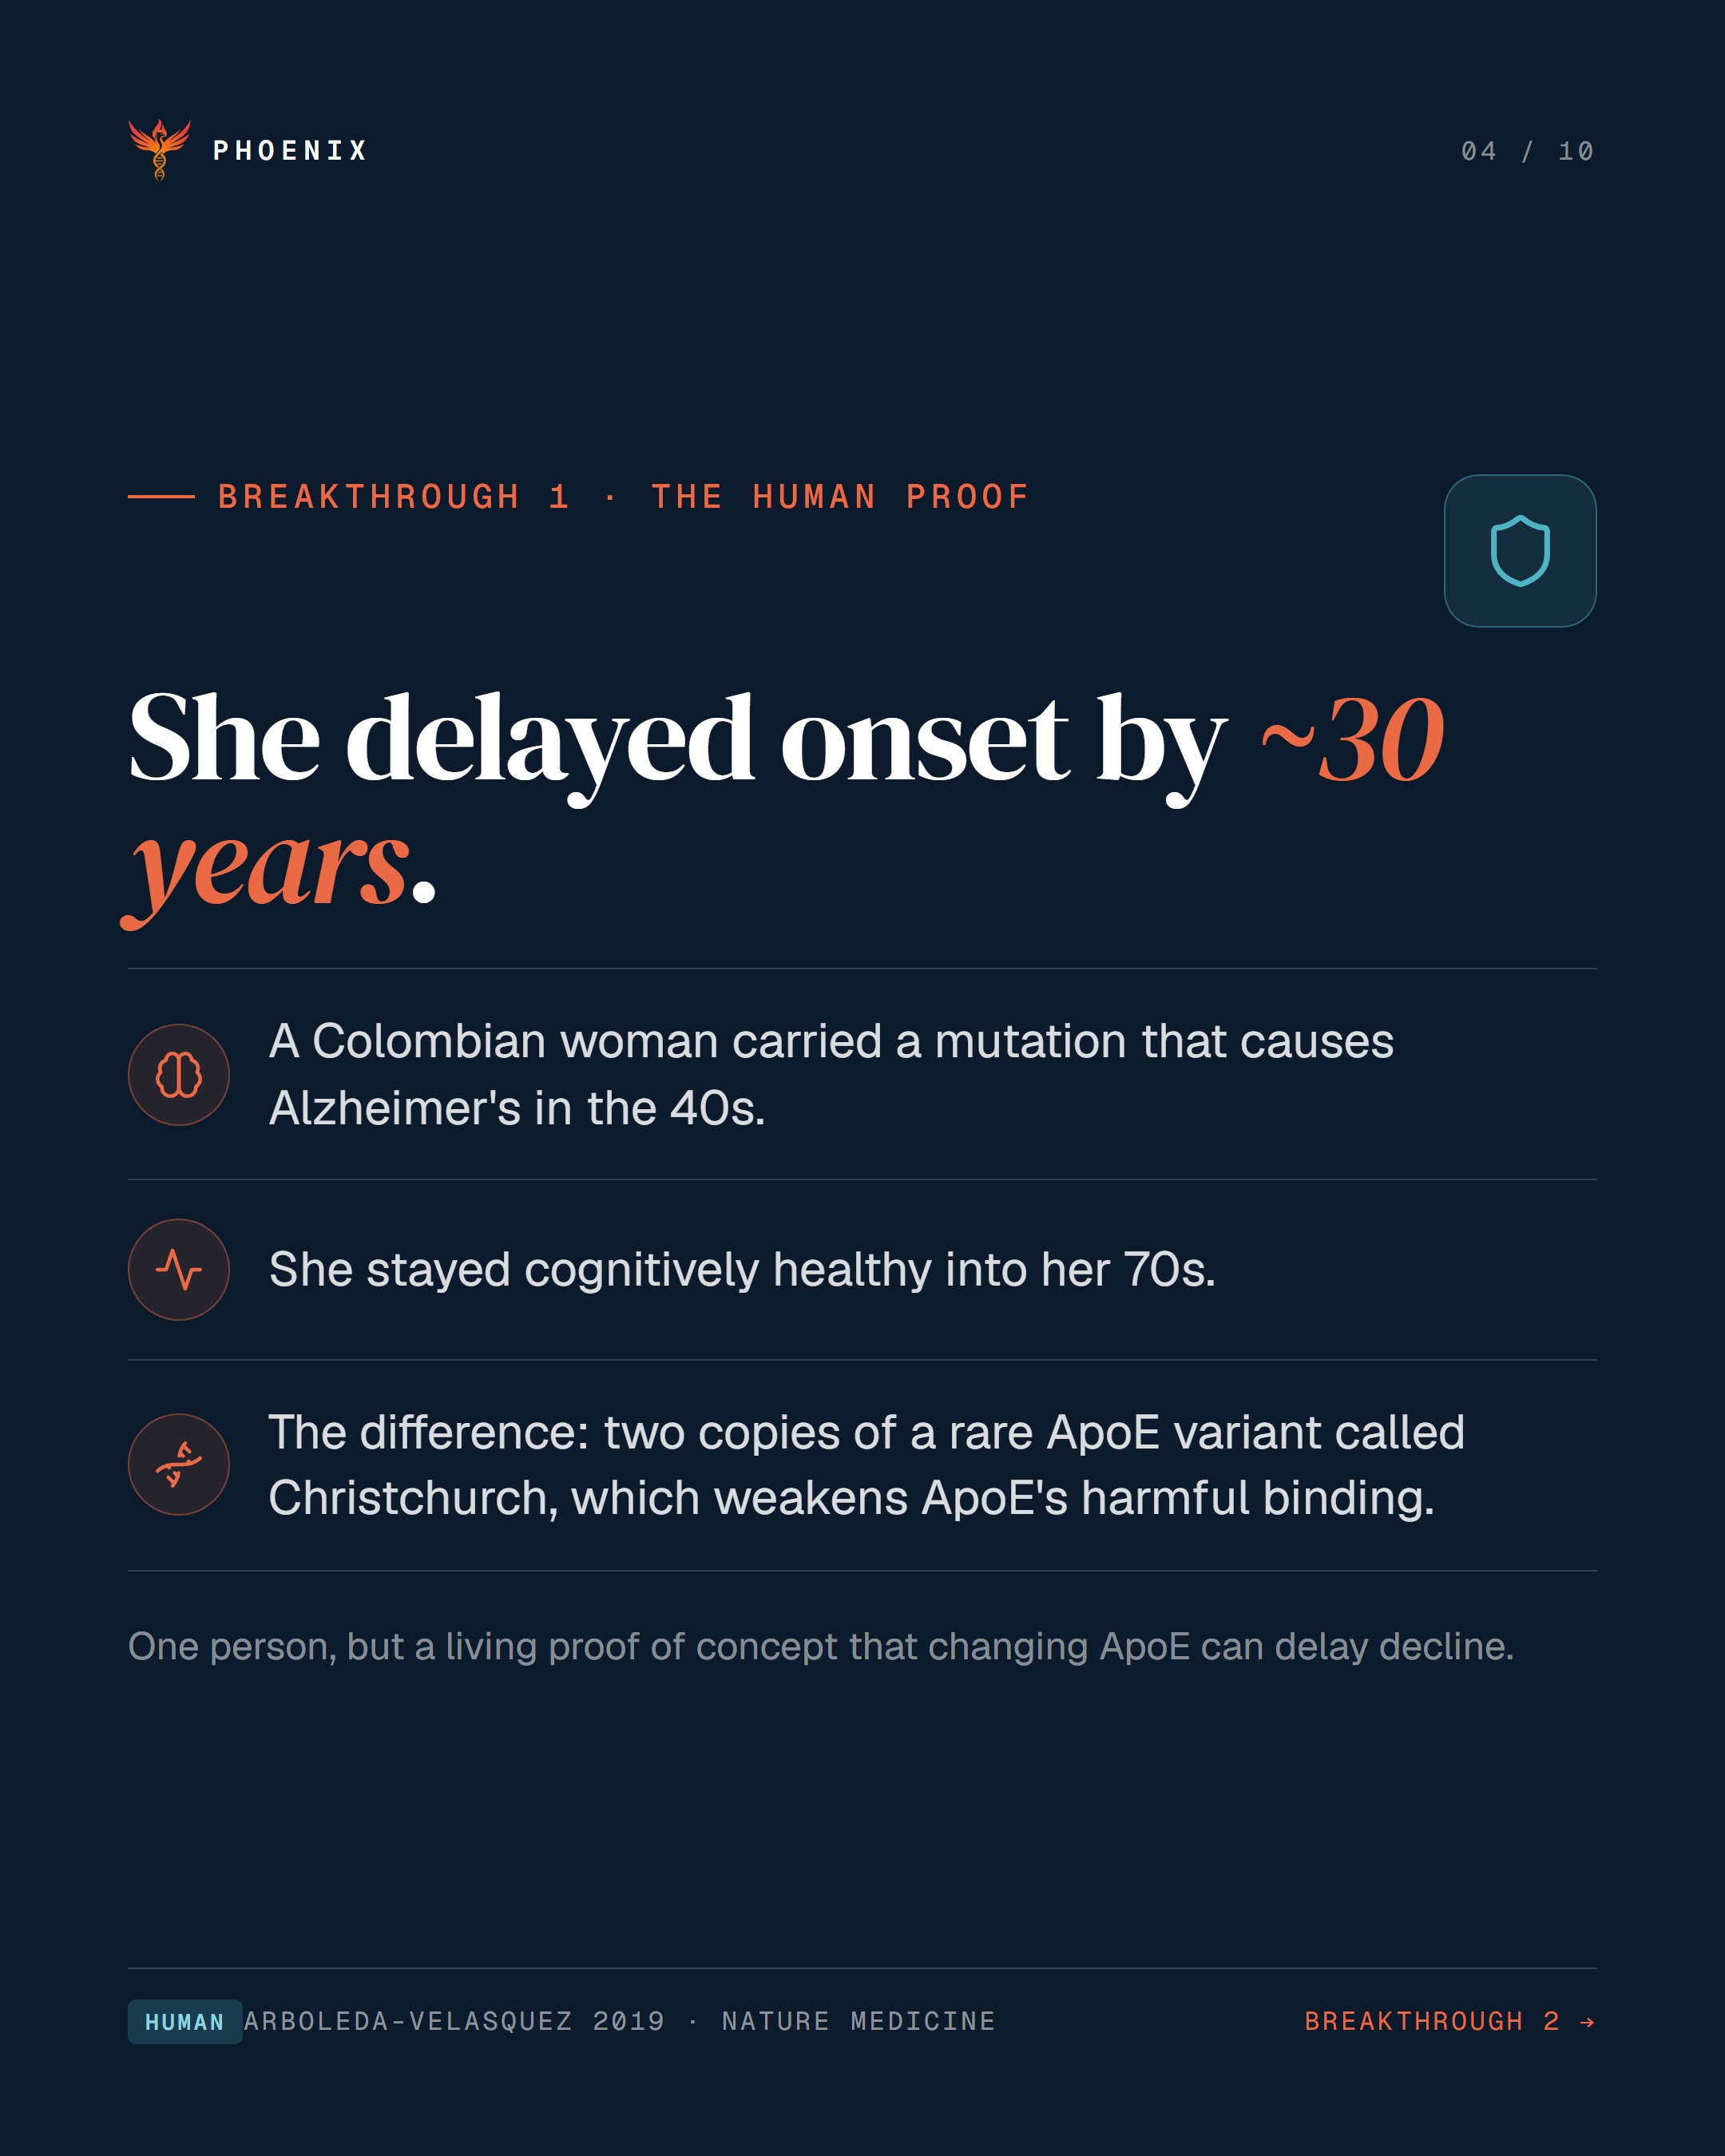 PHOENIX
04 / 10
BREAKTHROUGH 1 · THE HUMAN PROOF
She delayed onset by ~30
years.
A Colombian woman carried a mutation that causes
Alzheimer's in the 40s.
She stayed cognitively healthy into her 70s.
The difference: two copies of a rare ApoE variant called
Christchurch, which weakens ApoE's harmful binding.
One person, but a living proof of concept that changing ApoE can delay decline.
HUMAN ARBOLEDA-VELASQUEZ 2019 · NATURE MEDICINE
BREAKTHROUGH 2 →